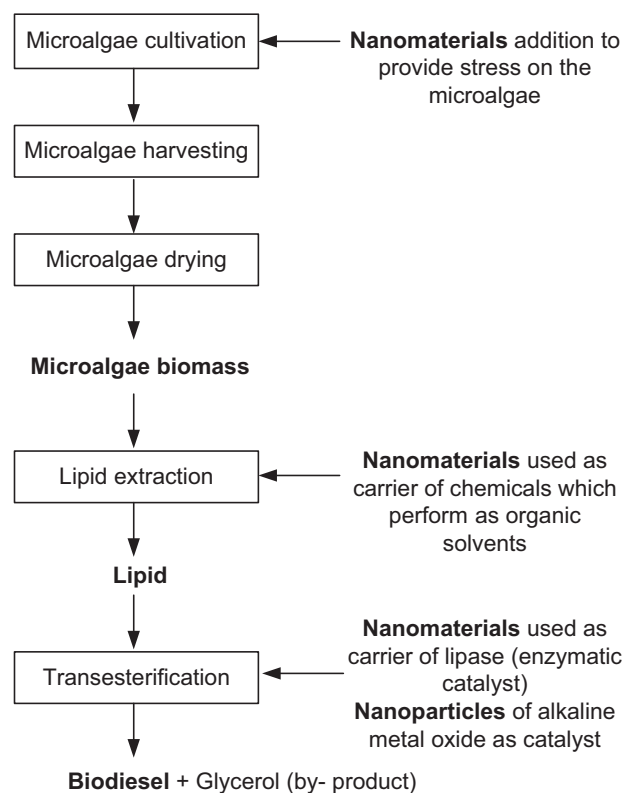 Microalgae cultivation
Nanomaterials addition to
provide stress on the
microalgae
Microalgae harvesting
Microalgae drying
Microalgae biomass
Lipid extraction
Nanomaterials used as
carrier of chemicals which
perform as organic
solvents
Lipid
Transesterification
Nanomaterials used as
carrier of lipase (enzymatic
catalyst)
Nanoparticles of alkaline
metal oxide as catalyst
Biodiesel + Glycerol (by- product)